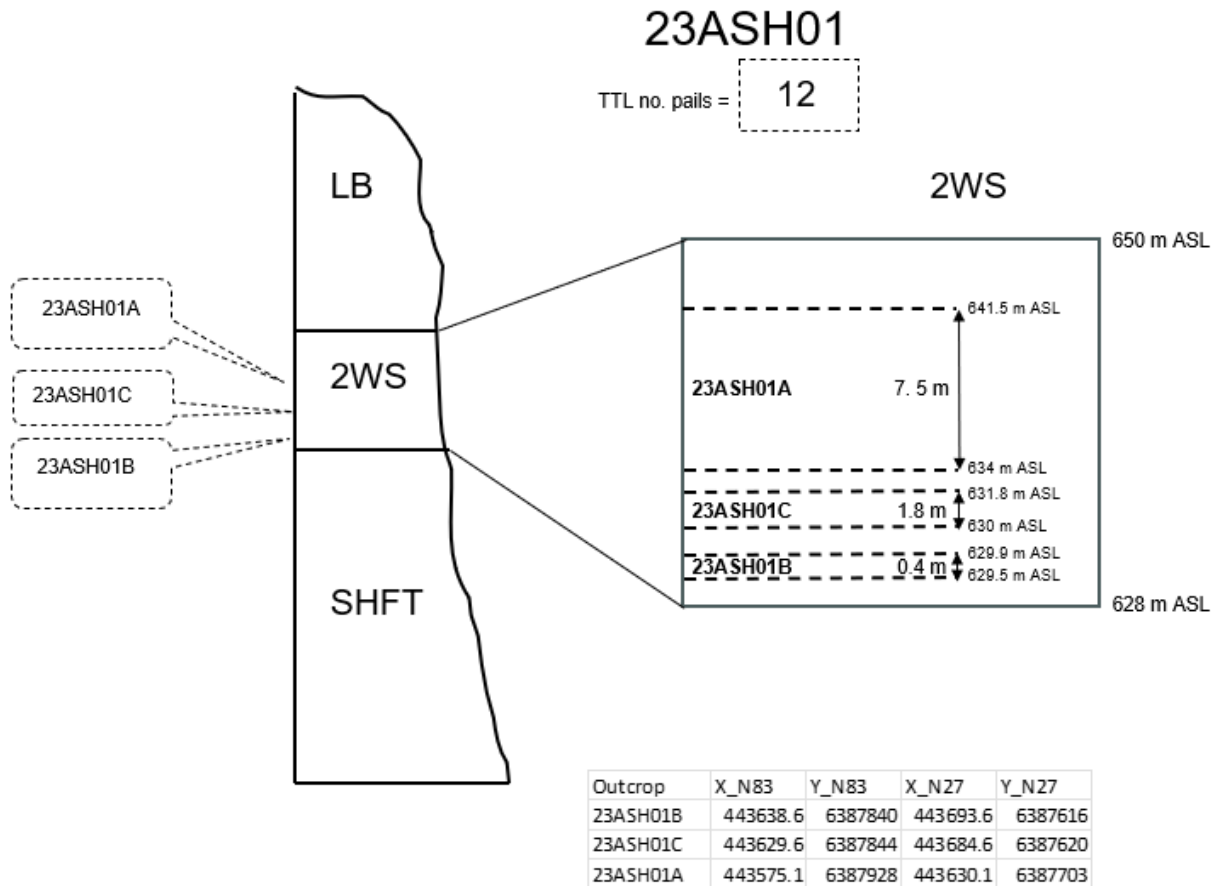 23ASH01
TTL no. pails = 12
LB
2WS
SHFT
23ASH01A
23ASH01C
23ASH01B
2WS
650 m ASL
641.5 m ASL
23ASH01A 7. 5 m
634 m ASL
631.8 m ASL
23ASH01C 1.8 m
630 m ASL
629.9 m ASL
23ASH01B 0.4 m
629.5 m ASL
628 m ASL
Outcrop X_N83 Y_N83 X_N27 Y_N27
23ASH01B 443638.6 6387840 443693.6 6387616
23ASH01C 443629.6 6387844 443684.6 6387620
23ASH01A 443575.1 6387928 443630.1 6387703